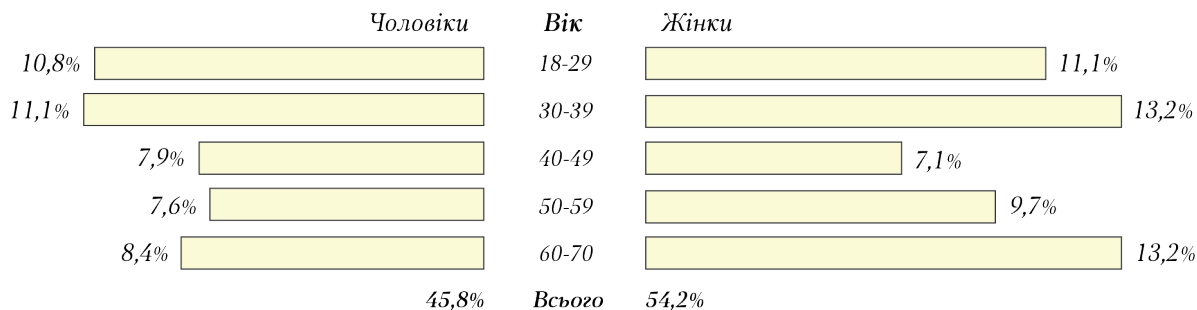 Чоловіки Вік Жінки
10,8% 18-29 11,1%
11,1% 30-39 13,2%
7,9% 40-49 7,1%
7,6% 50-59 9,7%
8,4% 60-70 13,2%
45,8% Всього 54,2%